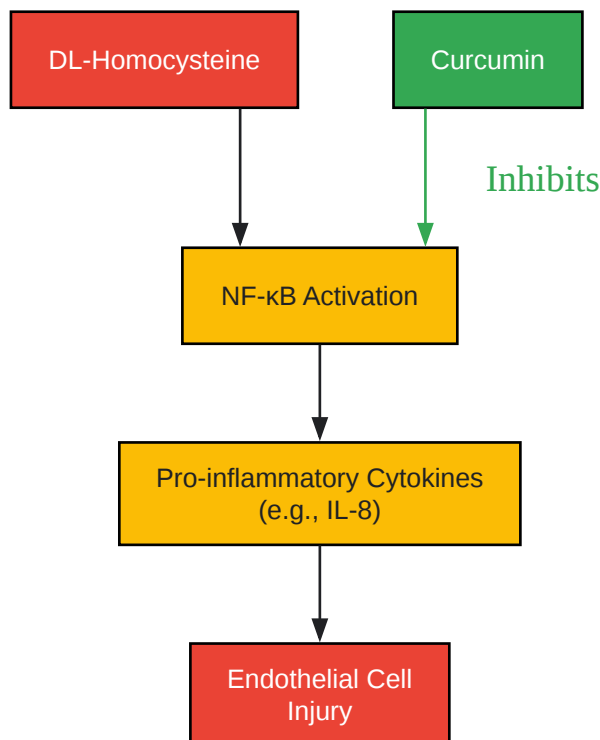 DL-Homocysteine
Curcumin
Inhibits
NF-κB Activation
Pro-inflammatory Cytokines
(e.g., IL-8)
Endothelial Cell
Injury